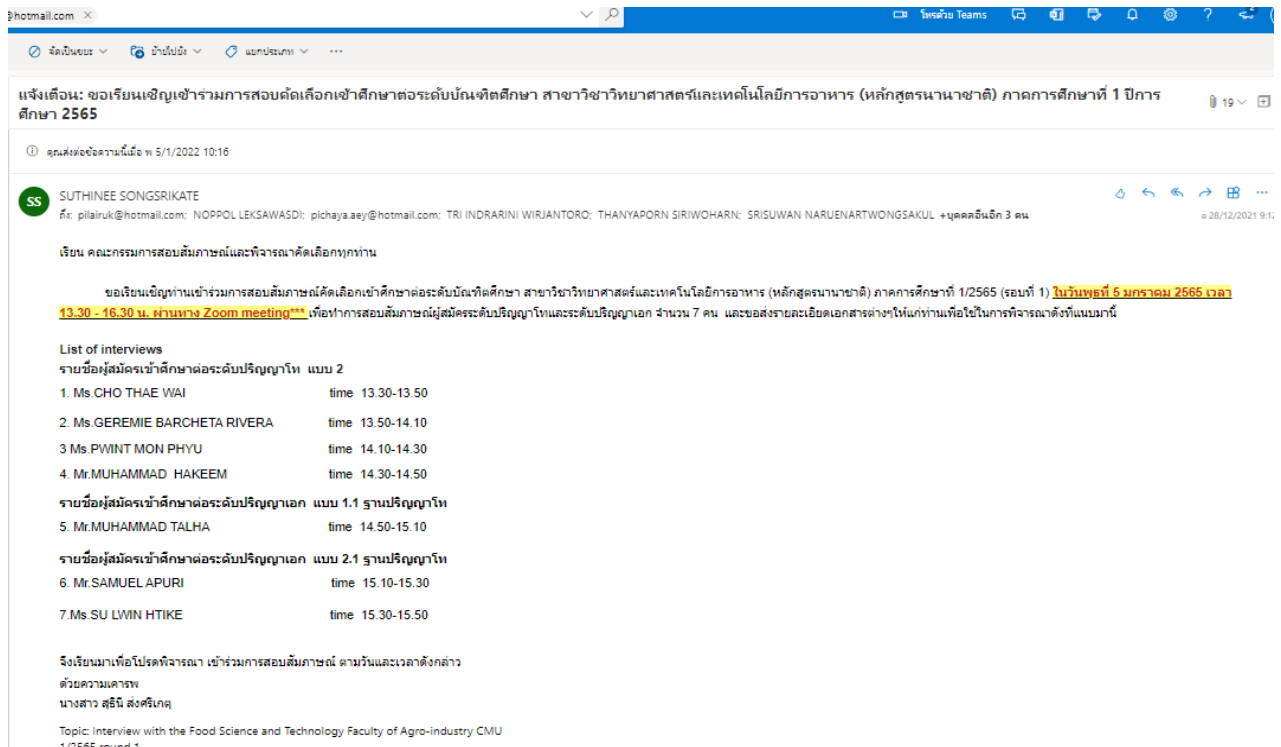 @hotmail.com
โทรด้วย Teams
จัดเป็นขยะ ย้ายไปยัง แยกประเภท
แจ้งเตือน: ขอเรียนเชิญเข้าร่วมการสอบคัดเลือกเข้าศึกษาต่อระดับบัณฑิตศึกษา สาขาวิชาวิทยาศาสตร์และเทคโนโลยีการอาหาร (หลักสูตรนานาชาติ) ภาคการศึกษาที่ 1 ปีการ
ศึกษา 2565
19
คุณส่งต่อข้อความนี้เมื่อ พ 5/1/2022 10:16
SS
SUTHINEE SONGSRIKATE
ถึง: pilairuk@hotmail.com; NOPPOL LEKSAWASDI; pichaya.aey@hotmail.com; TRI INDRARINI WIRJANTORO; THANYAPORN SIRIWOHARN; SRISUWAN NARUENARTWONGSAKUL +บุคคลอื่นอีก 3 คน
อ 28/12/2021 9:12
เรียน คณะกรรมการสอบสัมภาษณ์และพิจารณาคัดเลือกทุกท่าน
ขอเรียนเชิญท่านเข้าร่วมการสอบสัมภาษณ์คัดเลือกเข้าศึกษาต่อระดับบัณฑิตศึกษา สาขาวิชาวิทยาศาสตร์และเทคโนโลยีการอาหาร (หลักสูตรนานาชาติ) ภาคการศึกษาที่ 1/2565 (รอบที่ 1) ในวันพุธที่ 5 มกราคม 2565 เวลา
13.30 - 16.30 น. ผ่านทาง Zoom meeting*** เพื่อทำการสอบสัมภาษณ์ผู้สมัครระดับปริญญาโทและระดับปริญญาเอก จำนวน 7 คน และขอส่งรายละเอียดเอกสารต่างๆให้แก่ท่านเพื่อใช้ในการพิจารณาดังที่แนบมานี้
List of interviews
รายชื่อผู้สมัครเข้าศึกษาต่อระดับปริญญาโท แบบ 2
1. Ms.CHO THAE WAI time 13.30-13.50
2. Ms.GEREMIE BARCHETA RIVERA time 13.50-14.10
3 Ms.PWINT MON PHYU time 14.10-14.30
4. Mr.MUHAMMAD HAKEEM time 14.30-14.50
รายชื่อผู้สมัครเข้าศึกษาต่อระดับปริญญาเอก แบบ 1.1 ฐานปริญญาโท
5. Mr.MUHAMMAD TALHA time 14.50-15.10
รายชื่อผู้สมัครเข้าศึกษาต่อระดับปริญญาเอก แบบ 2.1 ฐานปริญญาโท
6. Mr.SAMUEL APURI time 15.10-15.30
7.Ms.SU LWIN HTIKE time 15.30-15.50
จึงเรียนมาเพื่อโปรดพิจารณา เข้าร่วมการสอบสัมภาษณ์ ตามวันและเวลาดังกล่าว
ด้วยความเคารพ
นางสาว สุธินี ส่งศรีเกตุ
Topic: Interview with the Food Science and Technology Faculty of Agro-industry CMU
1/2565 round 1